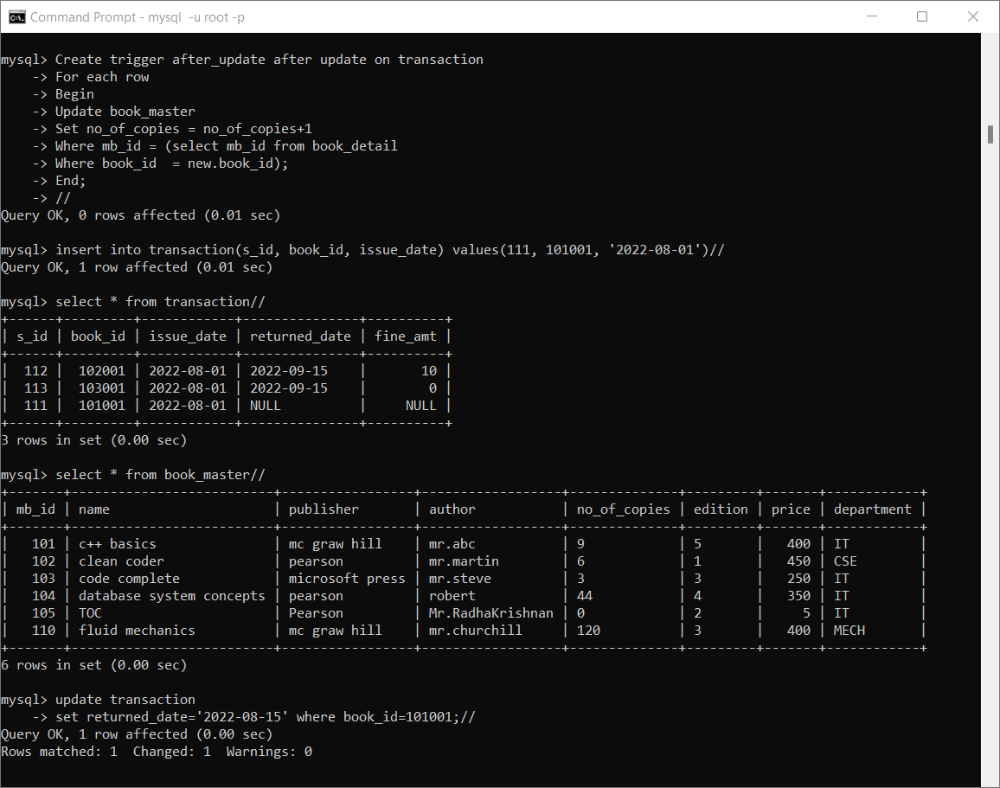 Command Prompt - mysql  -u root -p
mysql> Create trigger after_update after update on transaction
    -> For each row
    -> Begin
    -> Update book_master
    -> Set no_of_copies = no_of_copies+1
    -> Where mb_id = (select mb_id from book_detail
    -> Where book_id  = new.book_id);
    -> End;
    -> //
Query OK, 0 rows affected (0.01 sec)
mysql> insert into transaction(s_id, book_id, issue_date) values(111, 101001, '2022-08-01')//
Query OK, 1 row affected (0.01 sec)
mysql> select * from transaction//
+------+---------+------------+---------------+----------+
| s_id | book_id | issue_date | returned_date | fine_amt |
+------+---------+------------+---------------+----------+
|  112 |  102001 | 2022-08-01 | 2022-09-15    |       10 |
|  113 |  103001 | 2022-08-01 | 2022-09-15    |        0 |
|  111 |  101001 | 2022-08-01 | NULL          |     NULL |
+------+---------+------------+---------------+----------+
3 rows in set (0.00 sec)
mysql> select * from book_master//
+-------+--------------------------+-----------------+------------------+--------------+---------+-------+------------+
| mb_id | name                     | publisher       | author           | no_of_copies | edition | price | department |
+-------+--------------------------+-----------------+------------------+--------------+---------+-------+------------+
|   101 | c++ basics               | mc graw hill    | mr.abc           | 9            | 5       |   400 | IT         |
|   102 | clean coder              | pearson         | mr.martin        | 6            | 1       |   450 | CSE        |
|   103 | code complete            | microsoft press | mr.steve         | 3            | 3       |   250 | IT         |
|   104 | database system concepts | pearson         | robert           | 44           | 4       |   350 | IT         |
|   105 | TOC                      | Pearson         | Mr.RadhaKrishnan | 0            | 2       |     5 | IT         |
|   110 | fluid mechanics          | mc graw hill    | mr.churchill     | 120          | 3       |   400 | MECH       |
+-------+--------------------------+-----------------+------------------+--------------+---------+-------+------------+
6 rows in set (0.00 sec)
mysql> update transaction
    -> set returned_date='2022-08-15' where book_id=101001;//
Query OK, 1 row affected (0.00 sec)
Rows matched: 1  Changed: 1  Warnings: 0